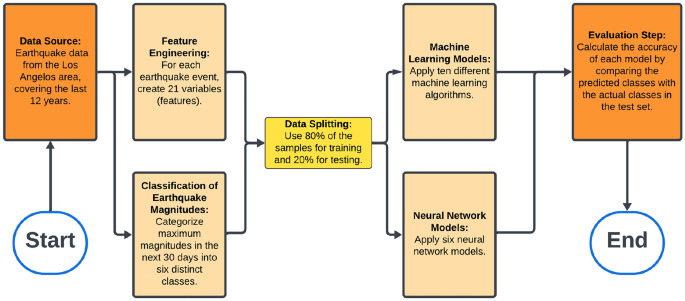 Data Source:
Earthquake data
from the Los
Angelos area,
covering the last
12 years.
Start
Feature
Engineering:
For each
earthquake event,
create 21 variables
(features).
Classification of
Earthquake
Magnitudes:
Categorize
maximum
magnitudes in the
next 30 days into
six distinct
classes.
Data Splitting:
Use 80% of the
samples for training
and 20% for testing.
Machine
Learning Models:
Apply ten different
machine learning
algorithms.
Neural Network
Models:
Apply six neural
network models.
Evaluation Step:
Calculate the accuracy
of each model by
comparing the
predicted classes with
the actual classes in
the test set.
End